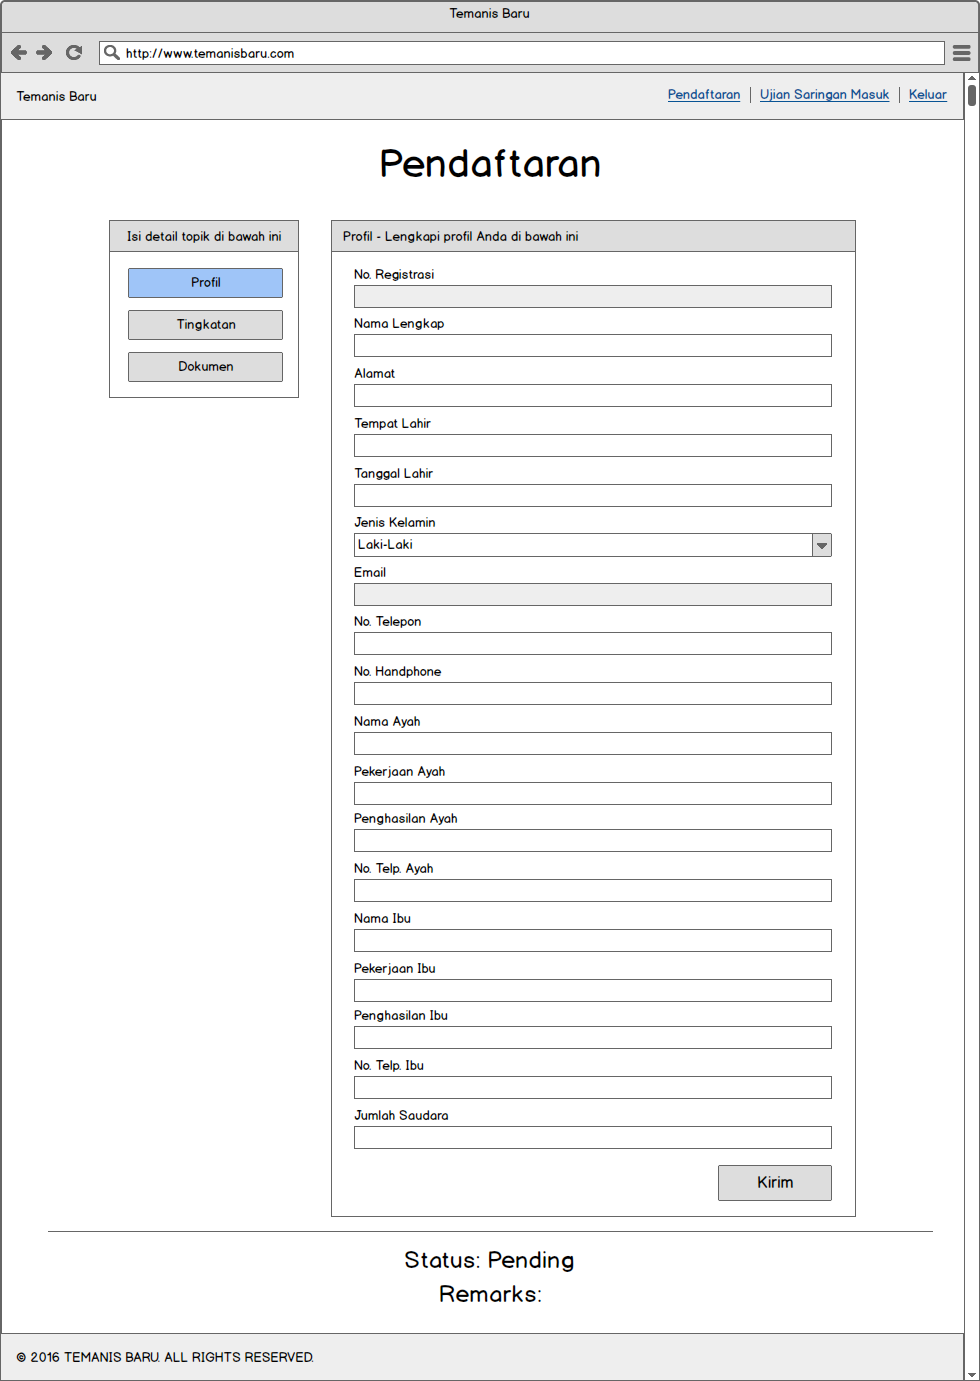 Temanis Baru
http://www.temanisbaru.com
Temanis Baru
Pendaftaran
Ujian Saringan Masuk
Keluar
Pendaftaran
Isi detail topik di bawah ini
Profil
Tingkatan
Dokumen
Profil - Lengkapi profil Anda di bawah ini
No. Registrasi
Nama Lengkap
Alamat
Tempat Lahir
Tanggal Lahir
Jenis Kelamin
Laki-Laki
Email
No. Telepon
No. Handphone
Nama Ayah
Pekerjaan Ayah
Penghasilan Ayah
No. Telp. Ayah
Nama Ibu
Pekerjaan Ibu
Penghasilan Ibu
No. Telp. Ibu
Jumlah Saudara
Kirim
Status: Pending
Remarks:
© 2016 TEMANIS BARU. ALL RIGHTS RESERVED.